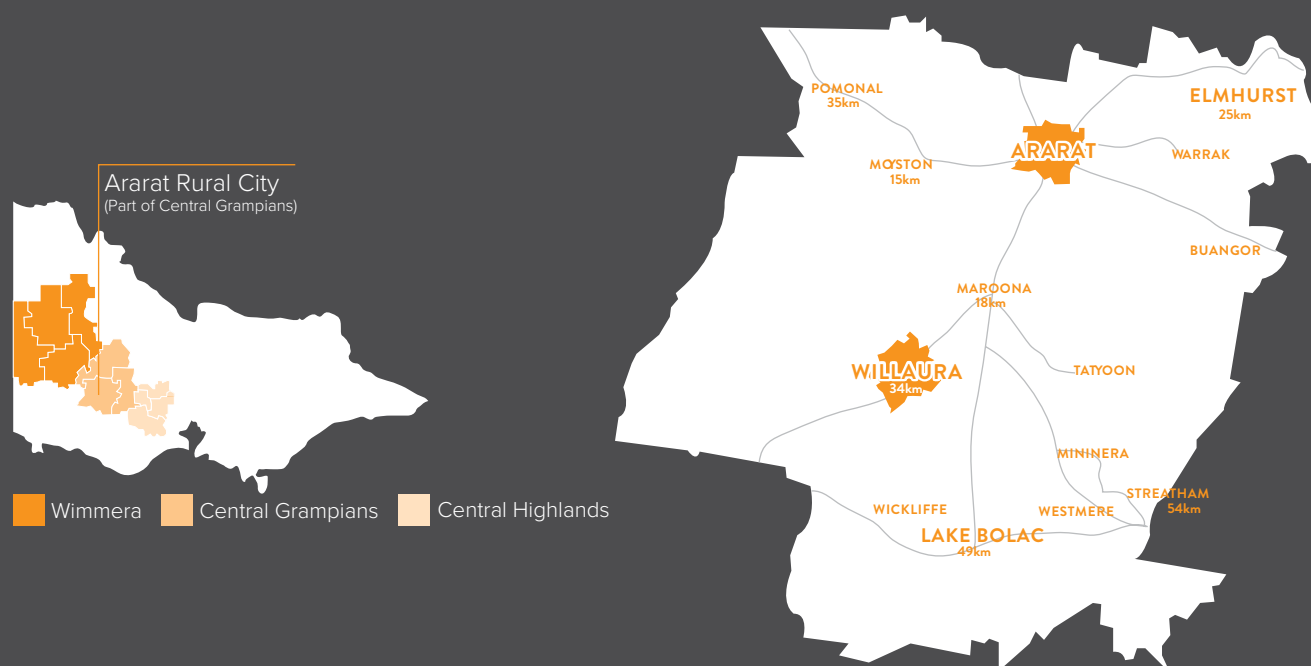 Ararat Rural City
(Part of Central Grampians)
Wimmera
Central Grampians
Central Highlands
POMONAL
35km
ELMHURST
25km
ARARAT
WARRAK
MOYSTON
15km
BUANGOR
MAROONA
18km
WILLAURA
34km
TATYOON
MININERA
STREATHAM
54km
WICKLIFFE
WESTMERE
LAKE BOLAC
49km